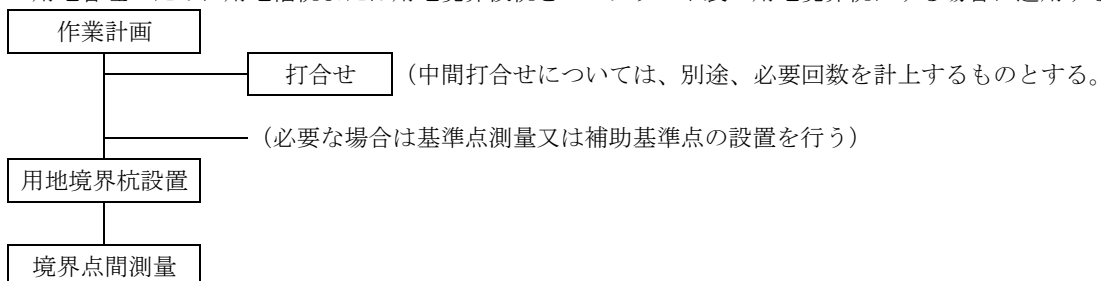 作業計画
打合せ (中間打合せについては、別途、必要回数を計上するものとする。
(必要な場合は基準点測量又は補助基準点の設置を行う)
用地境界杭設置
境界点間測量